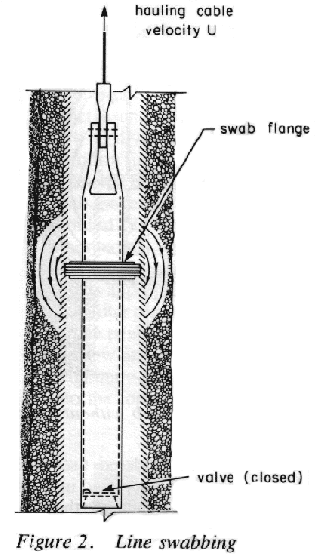 hauling cable
velocity U
swab flange
valve (closed)
Figure 2. Line swabbing